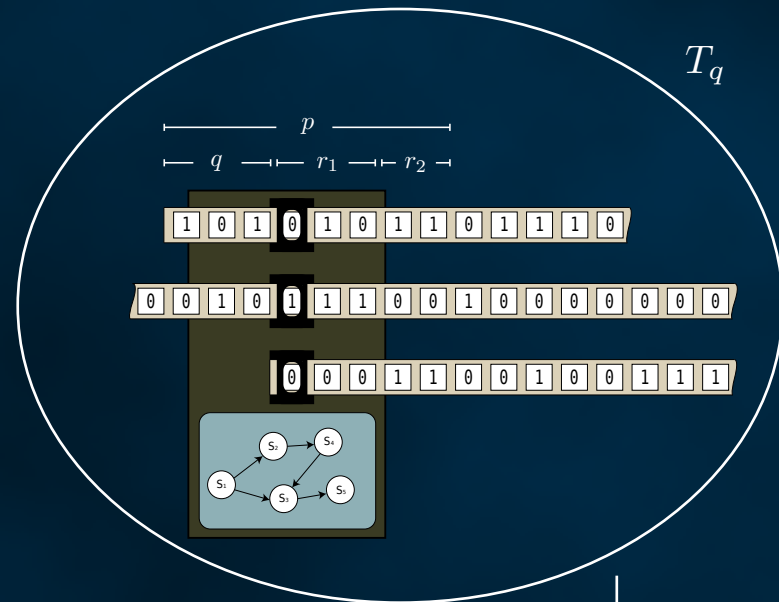 T_q
p
q r_1 r_2
1 0 1 0 1 0 1 1 0 1 1 1 0
0 0 1 0 1 1 1 0 0 1 0 0 0 0 0 0 0
0 0 0 1 1 0 0 1 0 0 1 1 1
S₂ S₄
S₁ S₃ S₅